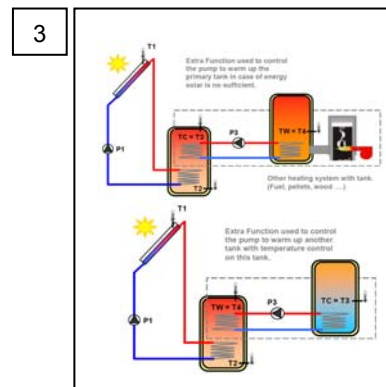 3
T1
Extra Function used to control
the pump to warm up the
primary tank in case of energy
solar is no sufficient.
TC = T3
P3
TW = T4
P1
T2
Other heating system with tank.
(Fuel, pellets, wood ....)
T1
Extra Function used to control
the pump to warm up another
tank with temperature control
on this tank.
TW = T4
P3
TC = T3
P1
T2